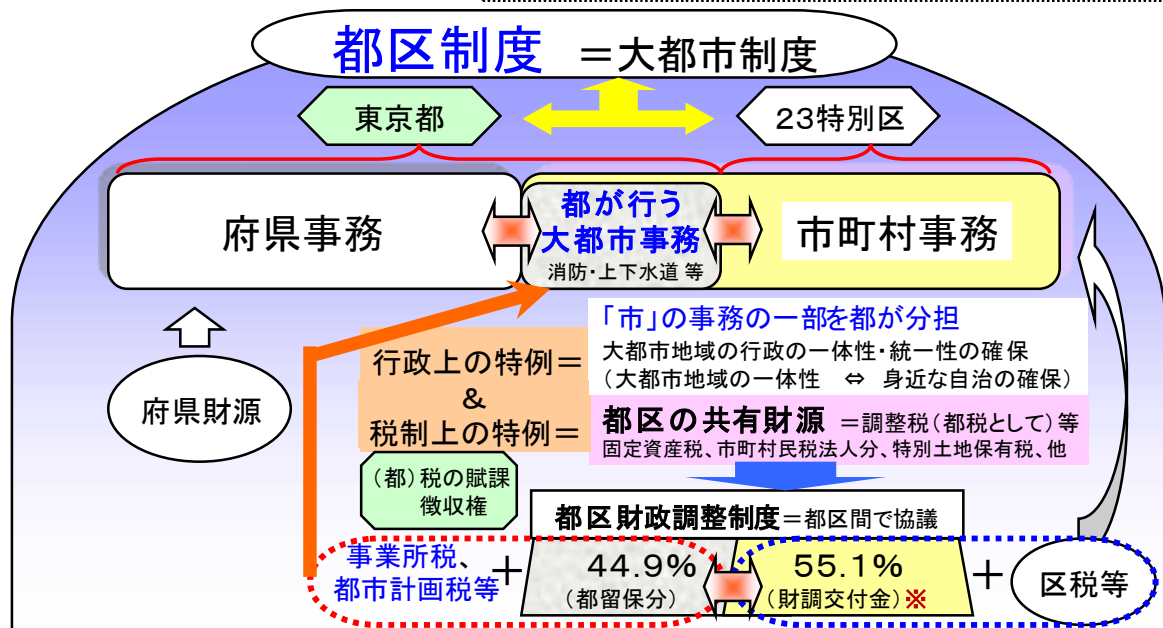 都区制度 ＝大都市制度
東京都
23特別区
府県事務
都が行う
大都市事務
消防・上下水道 等
市町村事務
「市」の事務の一部を都が分担
大都市地域の行政の一体性・統一性の確保
（大都市地域の一体性 ⇔ 身近な自治の確保）
行政上の特例＝
＆
税制上の特例＝
府県財源
都区の共有財源 ＝調整税（都税として）等
固定資産税、市町村民税法人分、特別土地保有税、他
（都）税の賦課
徴収権
都区財政調整制度＝都区間で協議
事業所税、
都市計画税等
＋
44.9%
（都留保分）
55.1%
（財調交付金）※
＋
区税等